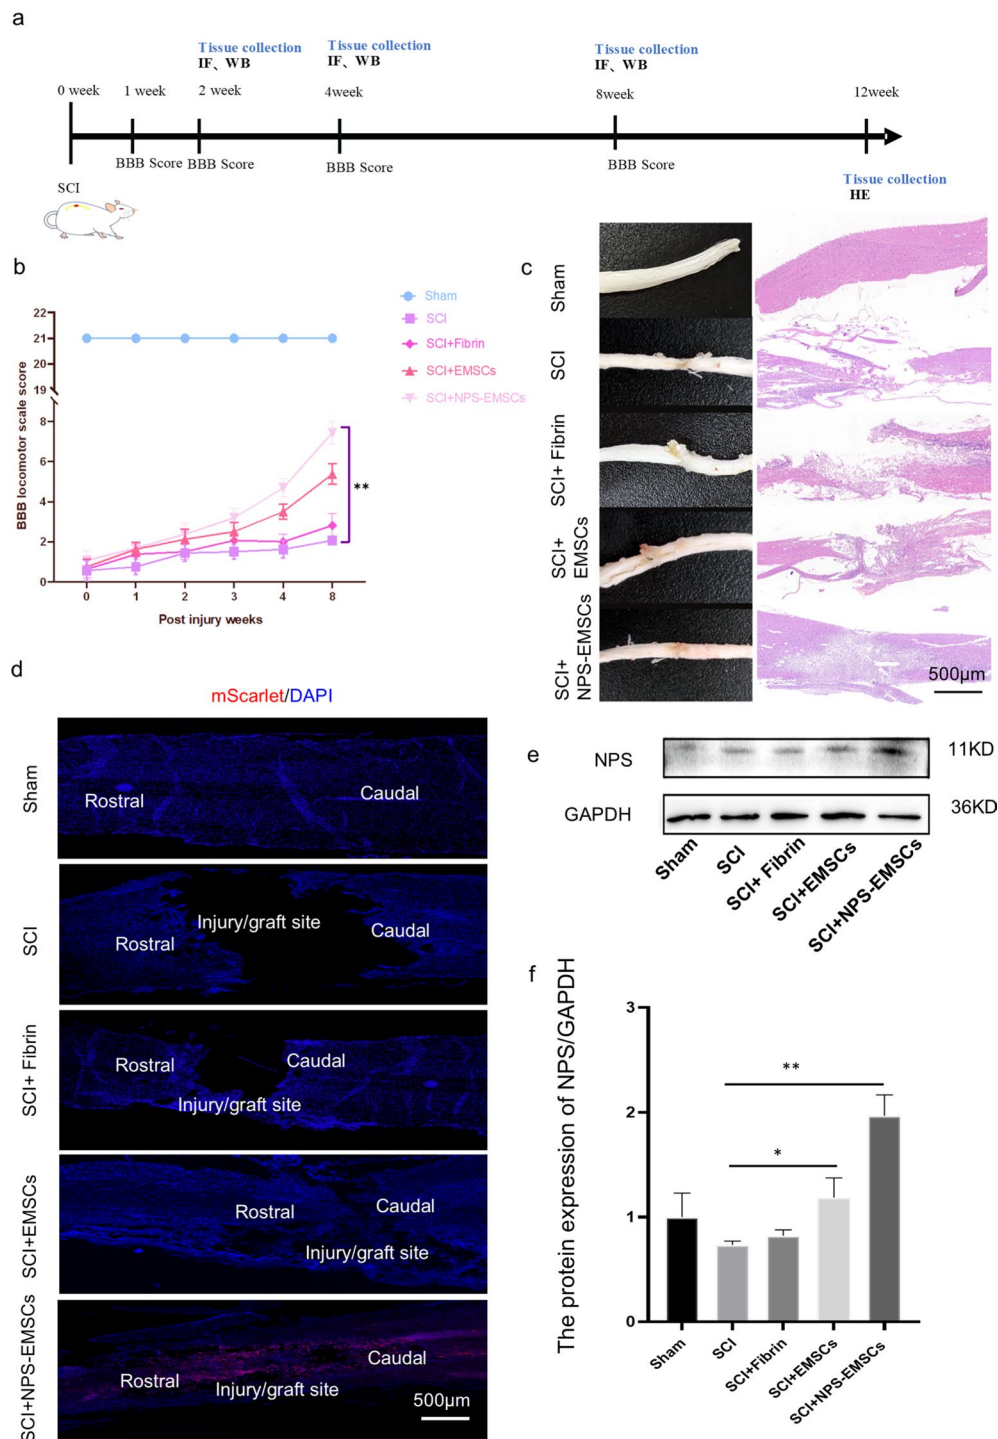 a
Tissue collection
IF、WB
Tissue collection
IF、WB
Tissue collection
IF、WB
0 week
1 week
2 week
4week
8week
12week
BBB Score
BBB Score
BBB Score
BBB Score
SCI
Tissue collection
HE
b
Sham
SCI
SCI+Fibrin
SCI+EMSCs
SCI+NPS-EMSCs
BBB locomotor scale score
22
21
20
19
8
6
4
2
0
**
0 1 2 3 4 8
Post injury weeks
c
Sham
SCI
SCI+ Fibrin
SCI+
EMSCs
SCI+
NPS-EMSCs
500μm
d
mScarlet/DAPI
Sham
Rostral
Caudal
SCI
Injury/graft site
Rostral
Caudal
SCI+ Fibrin
Rostral
Caudal
Injury/graft site
SCI+EMSCs
Rostral
Caudal
Injury/graft site
SCI+NPS-EMSCs
Rostral
Caudal
Injury/graft site
500μm
e
NPS
11KD
GAPDH
36KD
Sham
SCI
SCI+ Fibrin
SCI+EMSCs
SCI+NPS-EMSCs
f
The protein expression of NPS/GAPDH
3
2
1
0
**
*
Sham
SCI
SCI+Fibrin
SCI+EMSCs
SCI+NPS-EMSCs